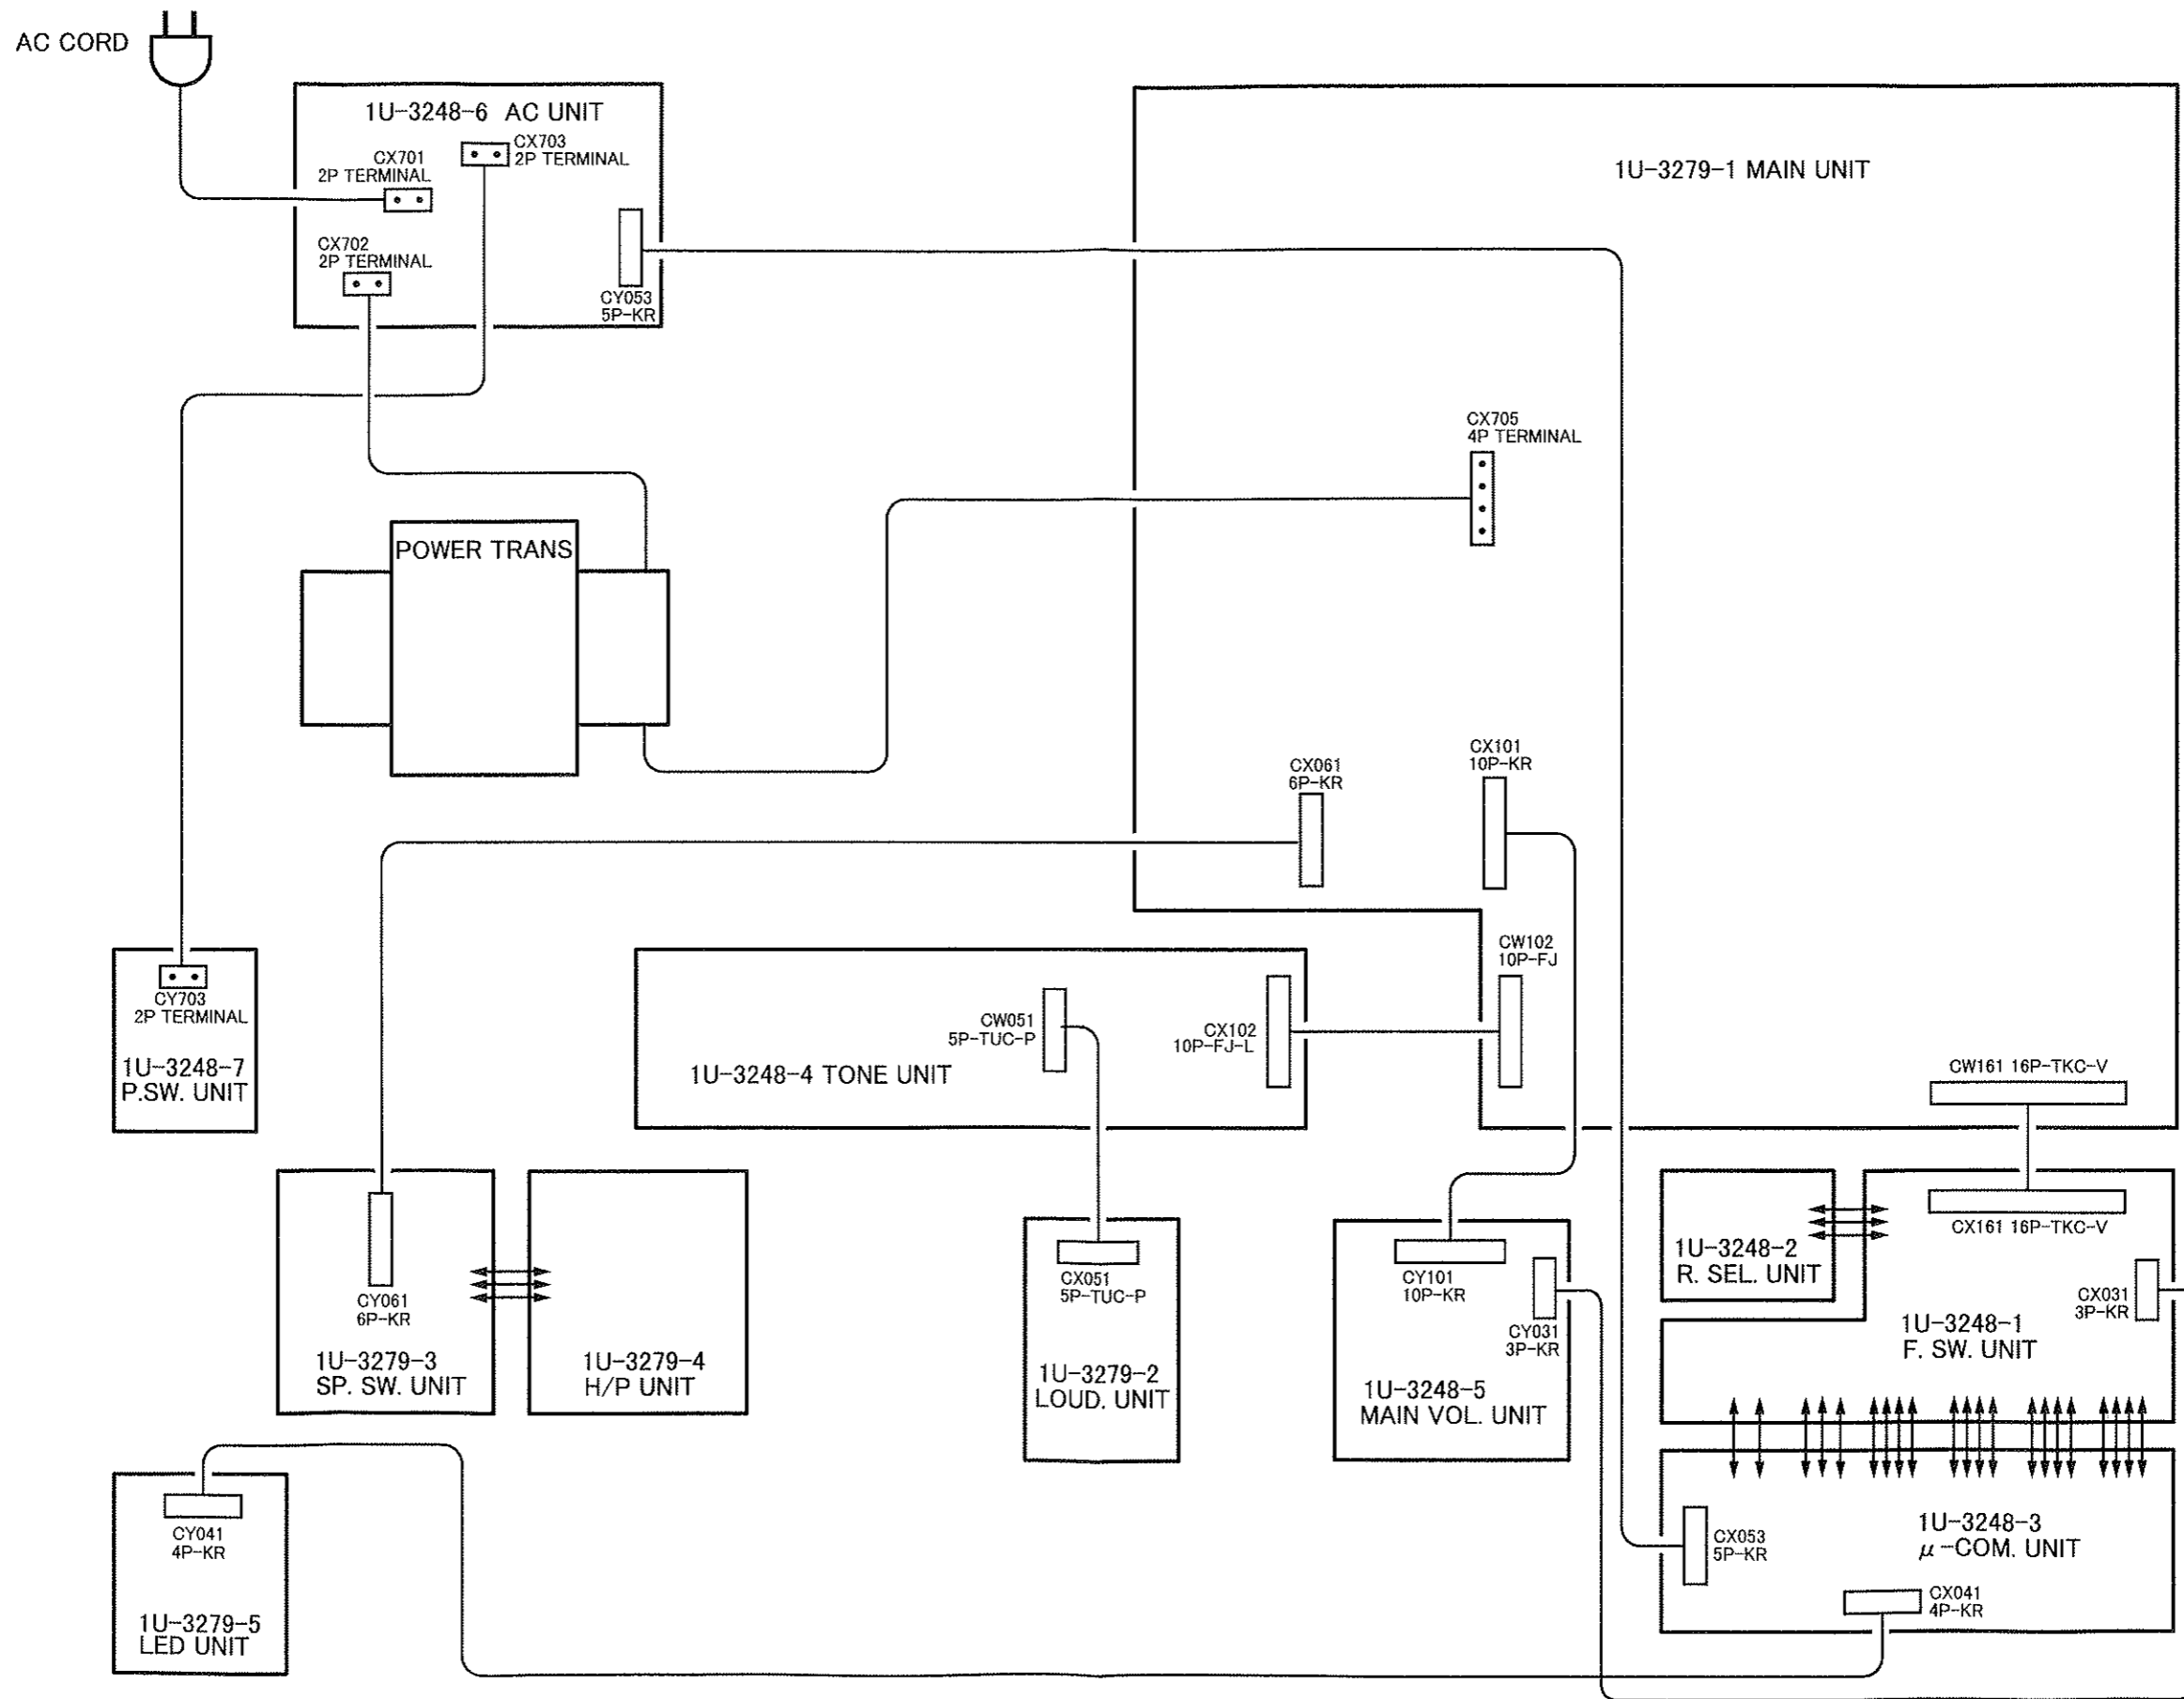 AC CORD
1U-3248-6 AC UNIT
CX703
2P TERMINAL
CX701
2P TERMINAL
CX702
2P TERMINAL
CY053
5P-KR
1U-3279-1 MAIN UNIT
CX705
4P TERMINAL
POWER TRANS
CX101
10P-KR
CX061
6P-KR
CW102
10P-FJ
CY703
2P TERMINAL
1U-3248-7
P.SW. UNIT
CW051
5P-TUC-P
CX102
10P-FJ-L
1U-3248-4 TONE UNIT
CW161 16P-TKC-V
CX161 16P-TKC-V
1U-3248-2
R. SEL. UNIT
CX031
3P-KR
1U-3248-1
F. SW. UNIT
CY061
6P-KR
1U-3279-3
SP. SW. UNIT
1U-3279-4
H/P UNIT
CX051
5P-TUC-P
1U-3279-2
LOUD. UNIT
CY101
10P-KR
CY031
3P-KR
1U-3248-5
MAIN VOL. UNIT
CY041
4P-KR
1U-3279-5
LED UNIT
CX053
5P-KR
1U-3248-3
μ-COM. UNIT
CX041
4P-KR